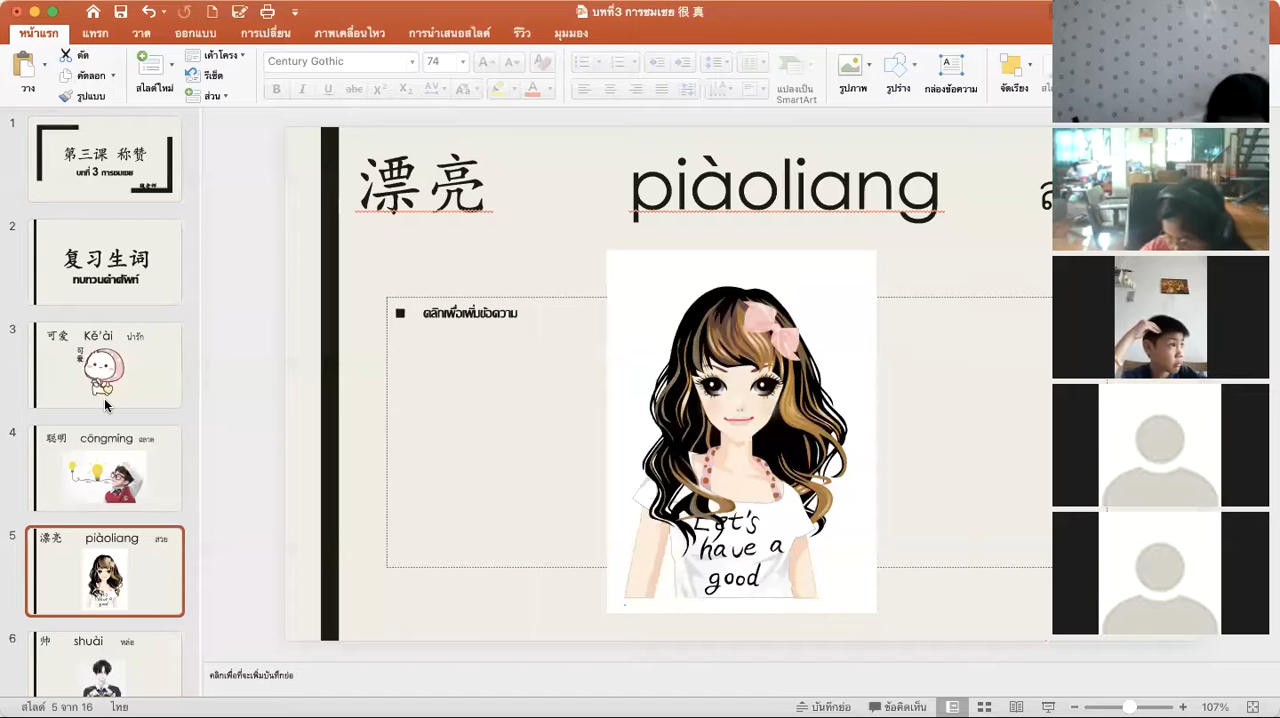 บทที่3 การชมเชย 很 真
หน้าแรก แทรก วาด ออกแบบ การเปลี่ยน ภาพเคลื่อนไหว การนำเสนอสไลด์ รีวิว มุมมอง
วาง
ตัด
คัดลอก
รูปแบบ
สไลด์ใหม่
เค้าโครง
รีเซ็ต
ส่วน
Century Gothic 74
แปลงเป็น
SmartArt
รูปภาพ
รูปร่าง
กล่องข้อความ
จัดเรียง
1
第三课 称赞
บทที่ 3 การชมเชย
2
复习生词
ทบทวนคำศัพท์
3
可爱 Kě'ài น่ารัก
可爱
4
聪明 cōngming ฉลาด
5
漂亮 piàoliang สวย
6
帅 shuài หล่อ
漂亮 piàoliang ส
คลิกเพื่อเพิ่มข้อความ
Let's
have a
good
คลิกเพื่อที่จะเพิ่มบันทึกย่อ
สไลด์ 5 จาก 16 ไทย
บันทึกย่อ ข้อคิดเห็น 107%